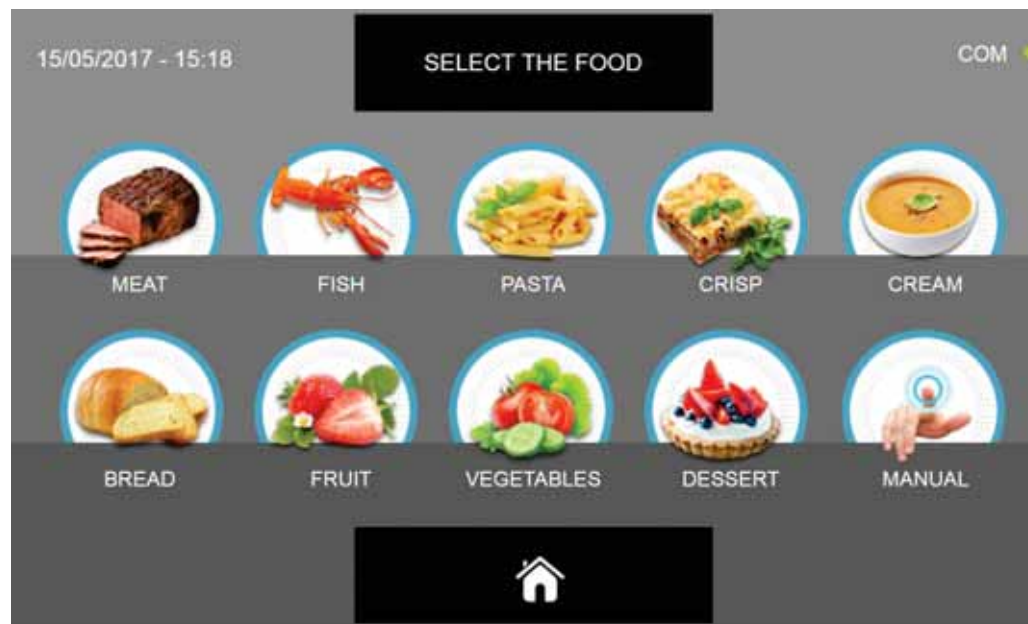 15/05/2017 - 15:18
SELECT THE FOOD
COM
MEAT
FISH
PASTA
CRISP
CREAM
BREAD
FRUIT
VEGETABLES
DESSERT
MANUAL